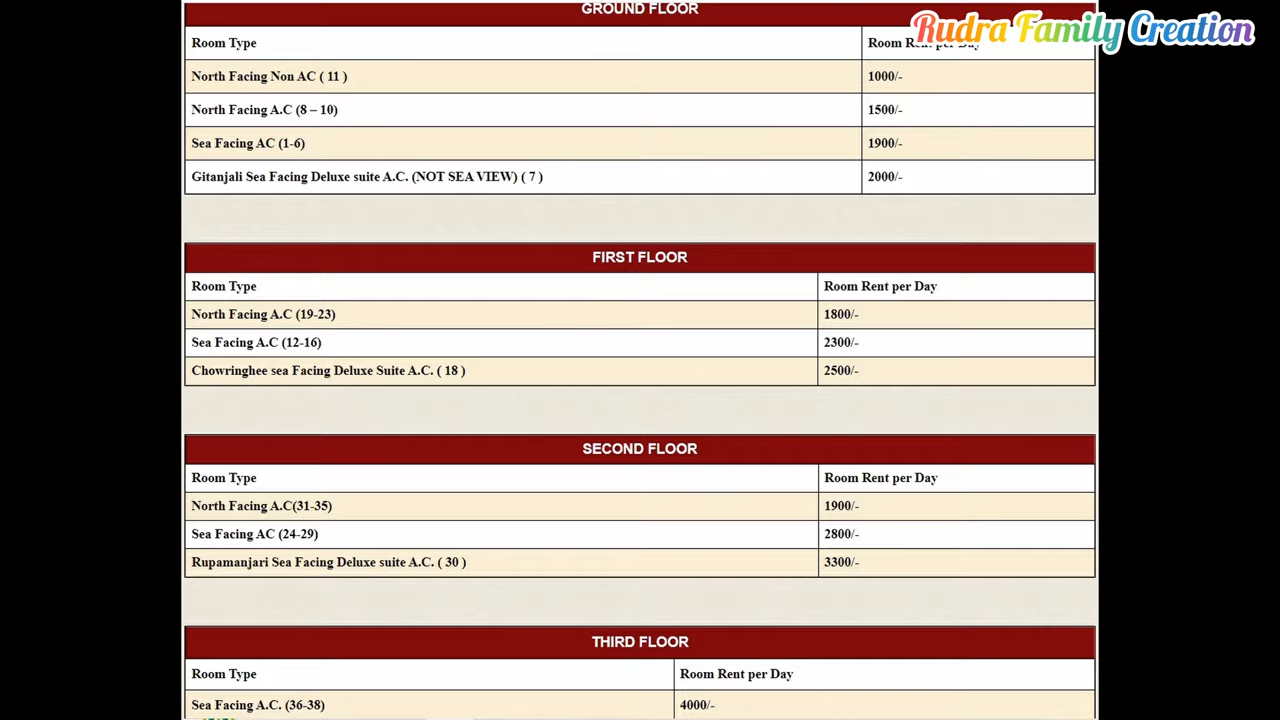 GROUND FLOOR
Rudra Family Creation
Room Type Room Rent per Day
North Facing Non AC ( 11 ) 1000/-
North Facing A.C (8 – 10) 1500/-
Sea Facing AC (1-6) 1900/-
Gitanjali Sea Facing Deluxe suite A.C. (NOT SEA VIEW) ( 7 ) 2000/-
FIRST FLOOR
Room Type Room Rent per Day
North Facing A.C (19-23) 1800/-
Sea Facing A.C (12-16) 2300/-
Chowringhee sea Facing Deluxe Suite A.C. ( 18 ) 2500/-
SECOND FLOOR
Room Type Room Rent per Day
North Facing A.C(31-35) 1900/-
Sea Facing AC (24-29) 2800/-
Rupamanjari Sea Facing Deluxe suite A.C. ( 30 ) 3300/-
THIRD FLOOR
Room Type Room Rent per Day
Sea Facing A.C. (36-38) 4000/-